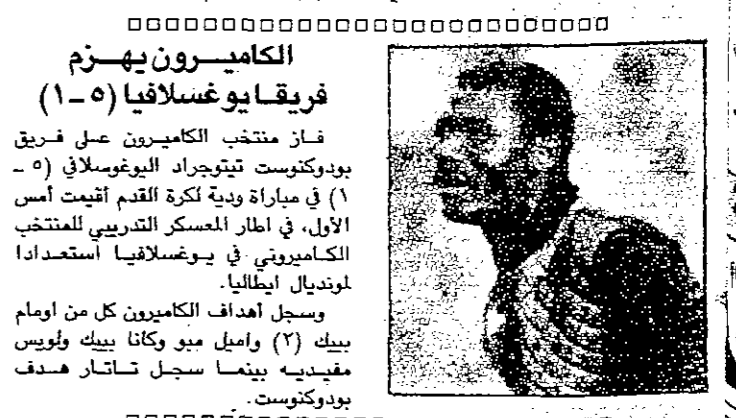 الكاميرون يهزم
فريقا يوغسلافيا (٥ ـ ١)
فاز منتخب الكاميرون على فريق
بودوكنوست تيتوجراد اليوغوسلافي (٥ ـ
١) في مباراة ودية لكرة القدم أقيمت أمس
الأول، في اطار المعسكر التدريبي للمنتخب
الكاميروني في يوغسلافيا استعدادا
لمونديال ايطاليا.
وسجل أهداف الكاميرون كل من اومام
بييك (٢) واميل مبو وكانا بييك ولويس
مفيديه بينما سجل تاتار هدف
بودوكنوست.